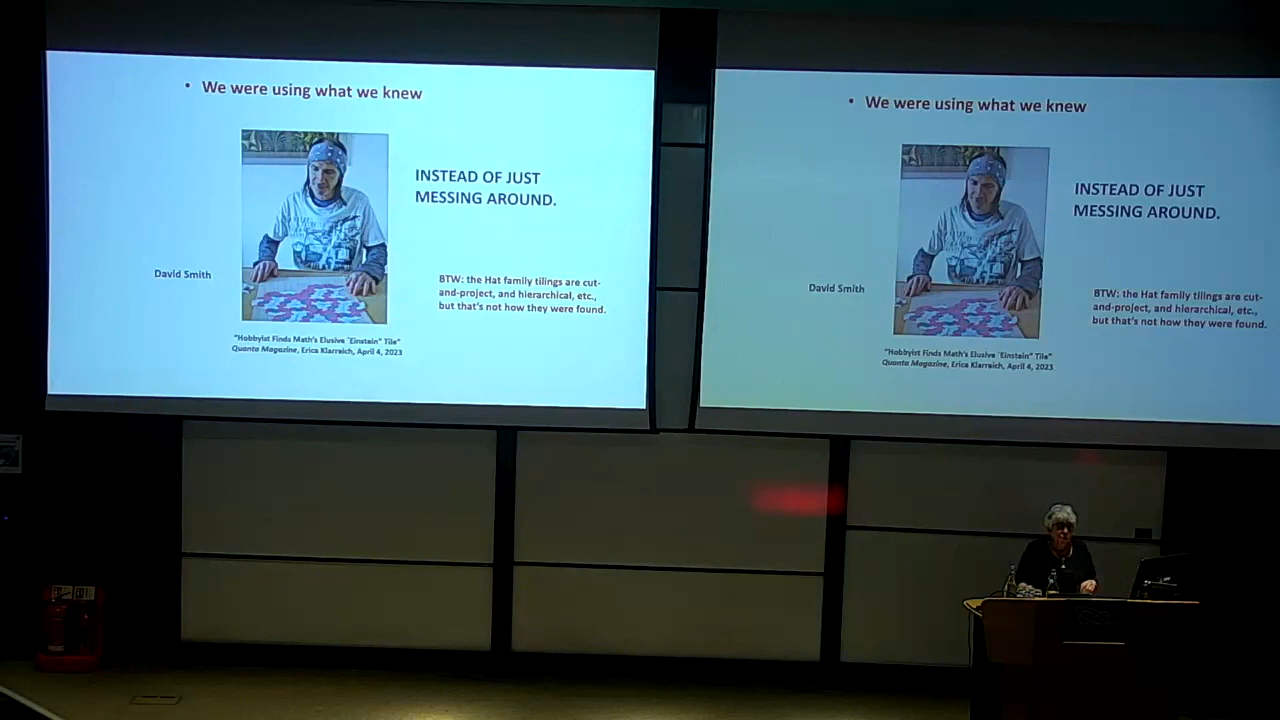 • We were using what we knew
INSTEAD OF JUST
MESSING AROUND.
David Smith
BTW: the Hat family tilings are cut-
and-project, and hierarchical, etc.,
but that's not how they were found.
"Hobbyist Finds Math's Elusive 'Einstein' Tile"
Quanta Magazine, Erica Klarreich, April 4, 2023
• We were using what we knew
INSTEAD OF JUST
MESSING AROUND.
David Smith
BTW: the Hat family tilings are cut-
and-project, and hierarchical, etc.,
but that's not how they were found.
"Hobbyist Finds Math's Elusive 'Einstein' Tile"
Quanta Magazine, Erica Klarreich, April 4, 2023